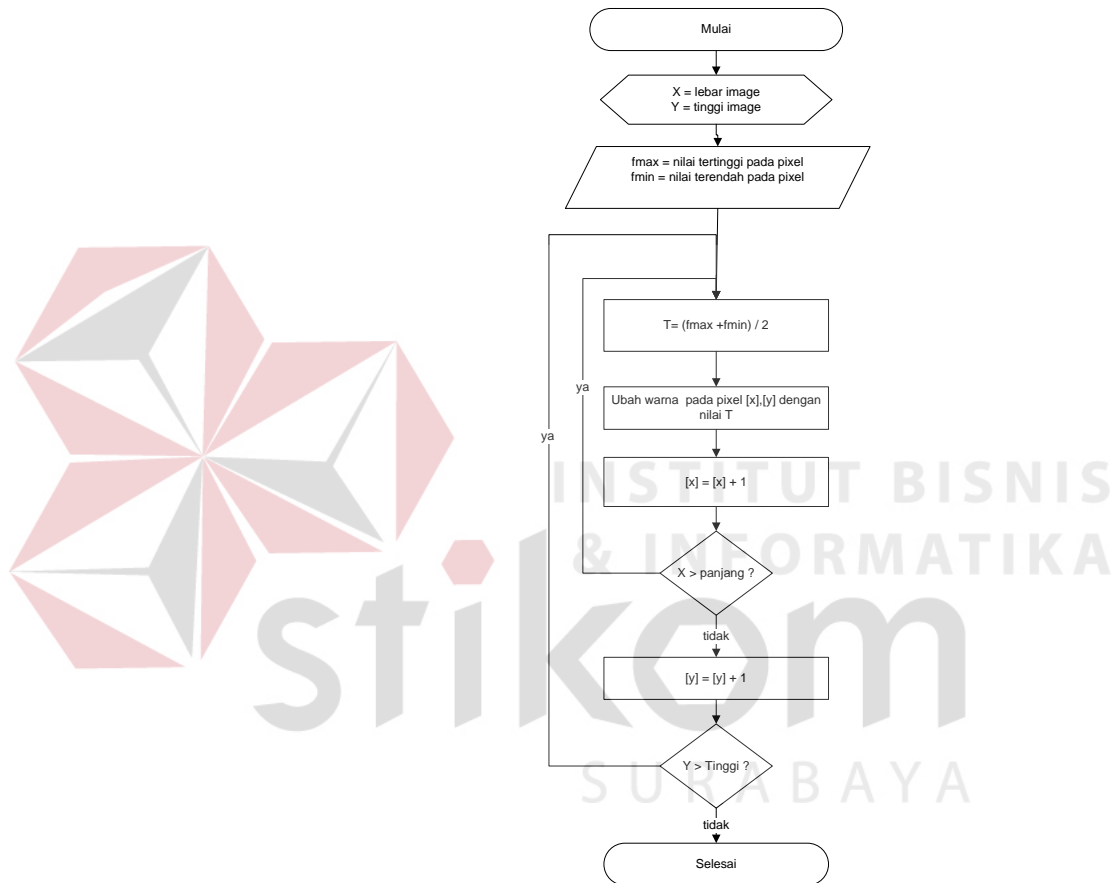 Mulai
X = lebar image
Y = tinggi image
fmax = nilai tertinggi pada pixel
fmin = nilai terendah pada pixel
T= (fmax +fmin) / 2
ya
Ubah warna pada pixel [x],[y] dengan
nilai T
ya
[x] = [x] + 1
X > panjang ?
tidak
[y] = [y] + 1
Y > Tinggi ?
tidak
Selesai
INSTITUT BISNIS
& INFORMATIKA
stikom
SURABAYA